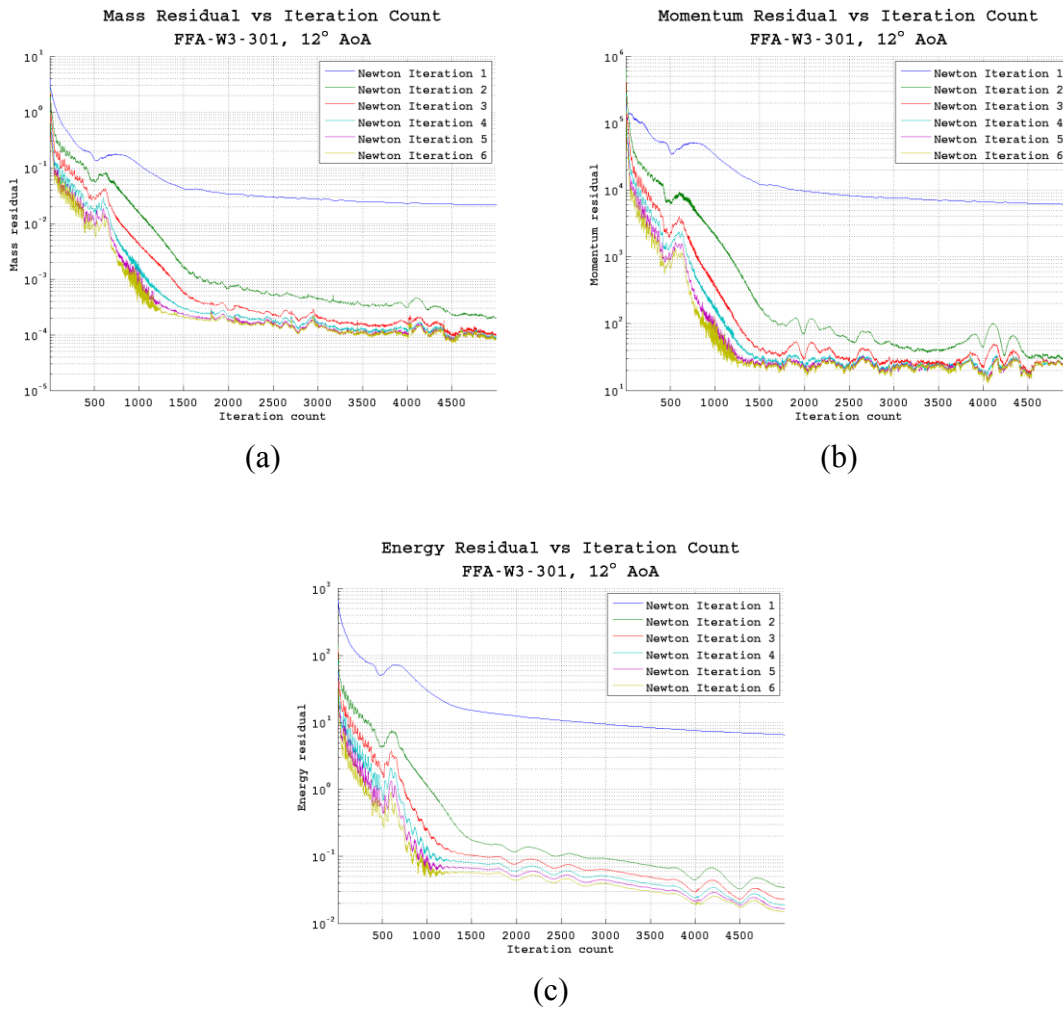 Mass Residual vs Iteration Count
FFA-W3-301, 12° AoA
10^1
10^0
10^-1
10^-2
10^-3
10^-4
10^-5
Mass residual
Newton Iteration 1
Newton Iteration 2
Newton Iteration 3
Newton Iteration 4
Newton Iteration 5
Newton Iteration 6
500 1000 1500 2000 2500 3000 3500 4000 4500
Iteration count
(a)
Momentum Residual vs Iteration Count
FFA-W3-301, 12° AoA
10^6
10^5
10^4
10^3
10^2
10^1
Momentum residual
Newton Iteration 1
Newton Iteration 2
Newton Iteration 3
Newton Iteration 4
Newton Iteration 5
Newton Iteration 6
500 1000 1500 2000 2500 3000 3500 4000 4500
Iteration count
(b)
Energy Residual vs Iteration Count
FFA-W3-301, 12° AoA
10^3
10^2
10^1
10^0
10^-1
10^-2
Energy residual
Newton Iteration 1
Newton Iteration 2
Newton Iteration 3
Newton Iteration 4
Newton Iteration 5
Newton Iteration 6
500 1000 1500 2000 2500 3000 3500 4000 4500
Iteration count
(c)